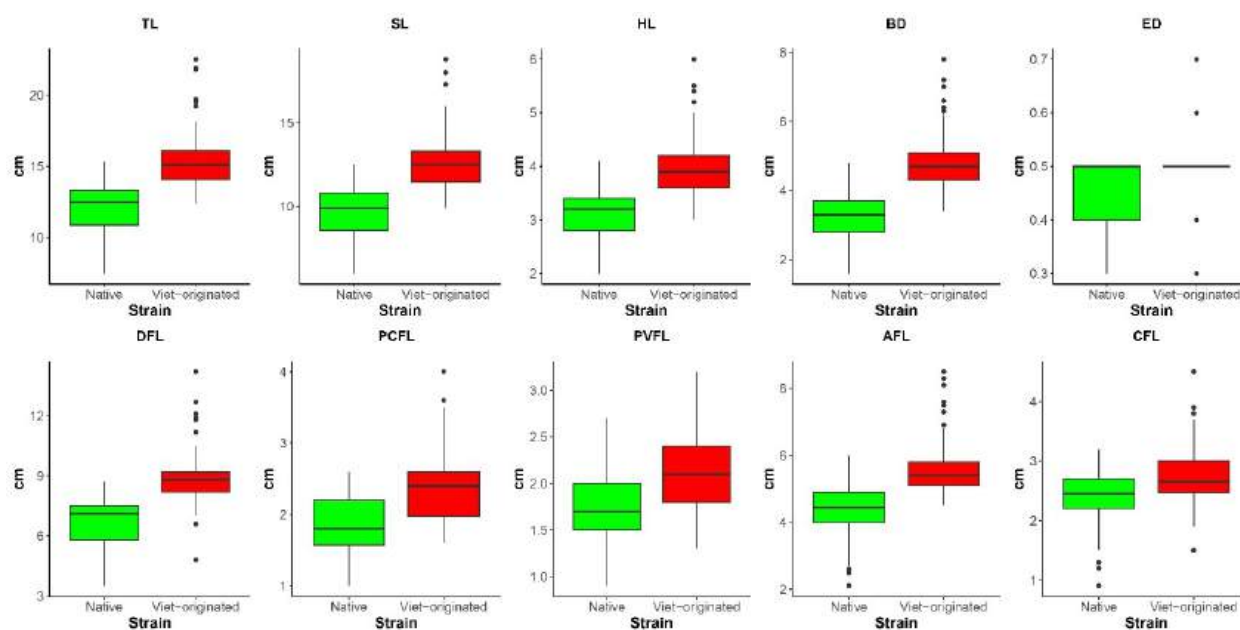 TL SL HL BD ED
20
15
10
cm
Native Viet-originated
Strain
15
10
cm
Native Viet-originated
Strain
6
5
4
3
2
cm
Native Viet-originated
Strain
8
6
4
2
cm
Native Viet-originated
Strain
0.7
0.6
0.5
0.4
0.3
cm
Native Viet-originated
Strain
DFL PCFL PVFL AFL CFL
12
9
6
3
cm
Native Viet-originated
Strain
4
3
2
1
cm
Native Viet-originated
Strain
3.0
2.5
2.0
1.5
1.0
cm
Native Viet-originated
Strain
8
6
4
2
cm
Native Viet-originated
Strain
4
3
2
1
cm
Native Viet-originated
Strain